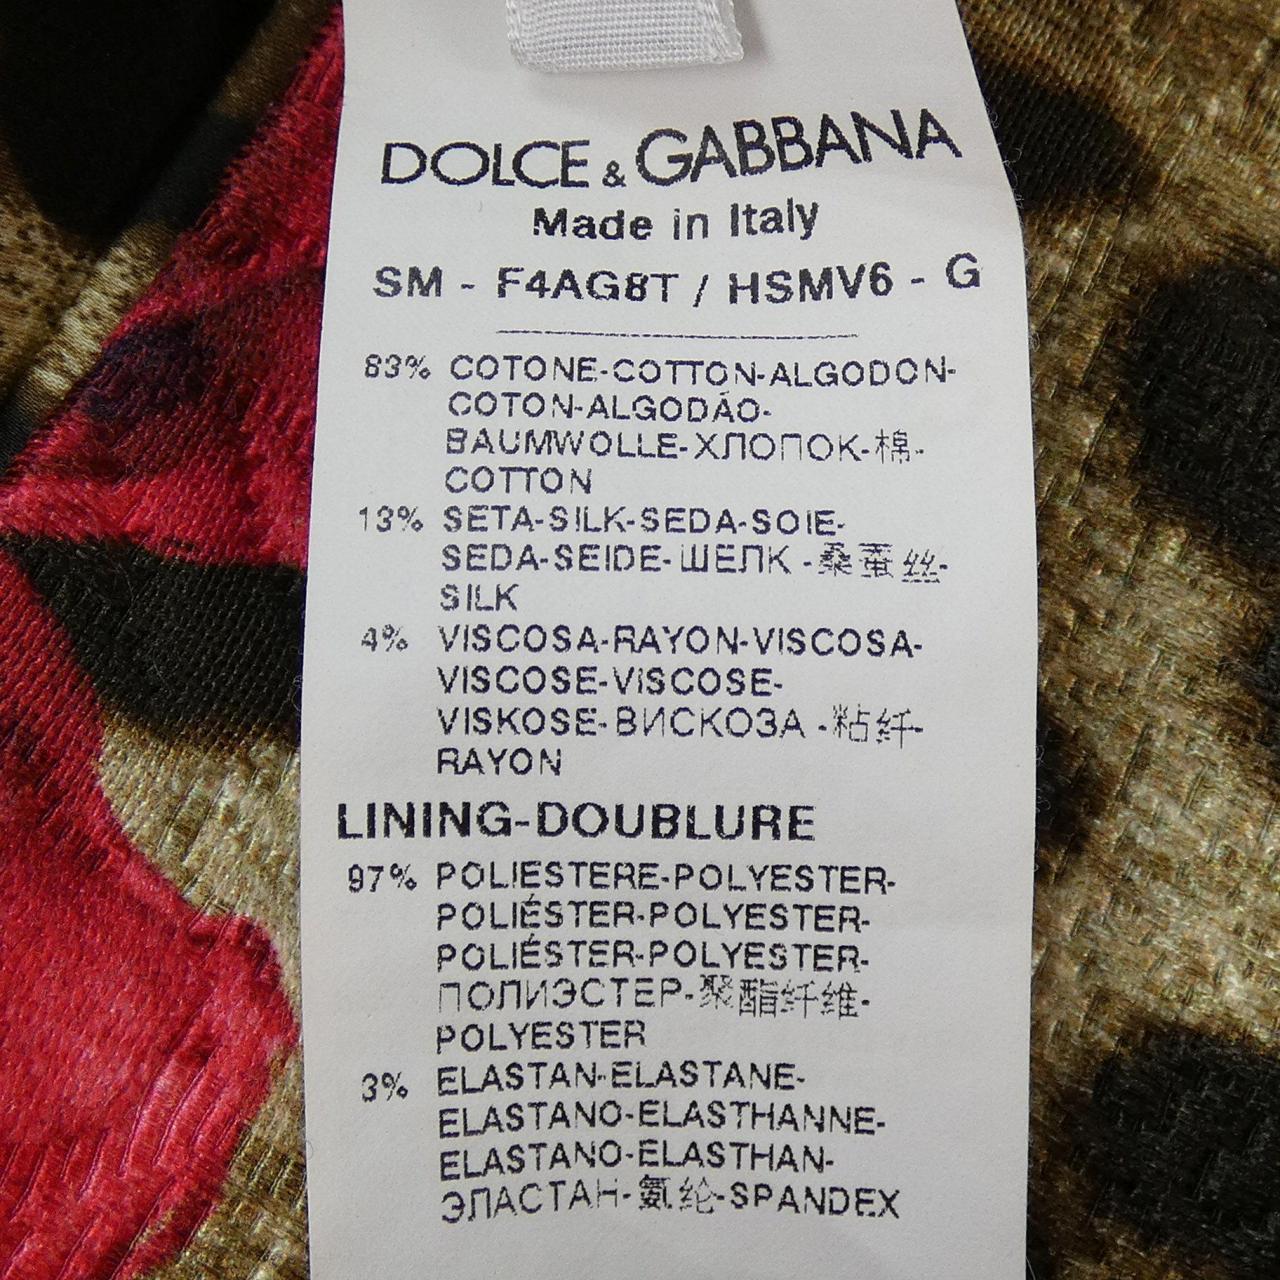 DOLCE & GABBANA
Made in Italy
SM - F4AG8T / HSMV6 - G
83% COTONE-COTTON-ALGODON-
COTON-ALGODÃO-
BAUMWOLLE-ХЛОПОК-棉-
COTTON
13% SETA-SILK-SEDA-SOIE-
SEDA-SEIDE-ШЕЛК -桑蚕丝-
SILK
4% VISCOSA-RAYON-VISCOSA-
VISCOSE-VISCOSE-
VISKOSE-ВИСКОЗА -粘纤-
RAYON
LINING-DOUBLURE
97% POLIESTERE-POLYESTER-
POLIÉSTER-POLYESTER-
POLIÉSTER-POLYESTER-
ПОЛИЭСТЕР-聚酯纤维-
POLYESTER
3% ELASTAN-ELASTANE-
ELASTANO-ELASTHANNE-
ELASTANO-ELASTHAN-
ЭЛАСТАН-氨纶-SPANDEX